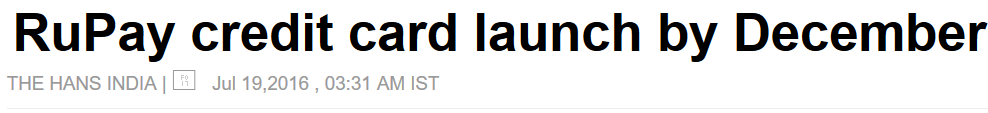 RuPay credit card launch by December
THE HANS INDIA | Jul 19,2016 , 03:31 AM IST